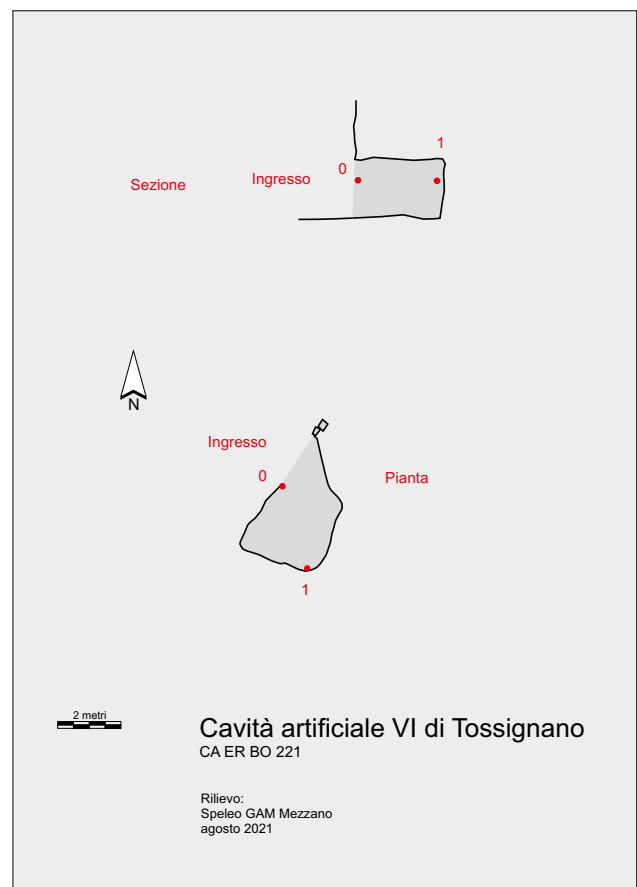 1
0
Ingresso
Sezione
N
Ingresso
0
Pianta
1
2 metri
Cavità artificiale VI di Tossignano
CA ER BO 221
Rilievo:
Speleo GAM Mezzano
agosto 2021